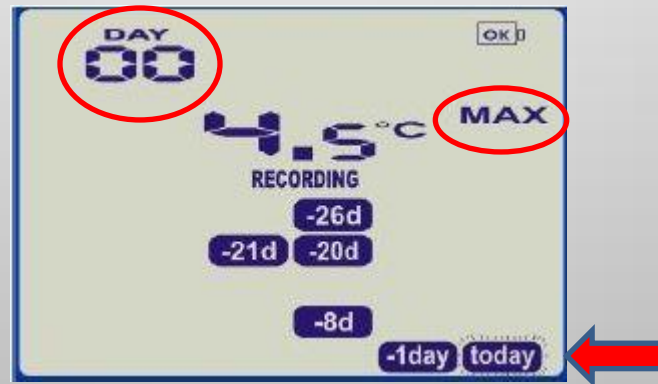 DAY OK
00
MAX
4.5°C
RECORDING
-26d
-21d -20d
-8d
-1day today